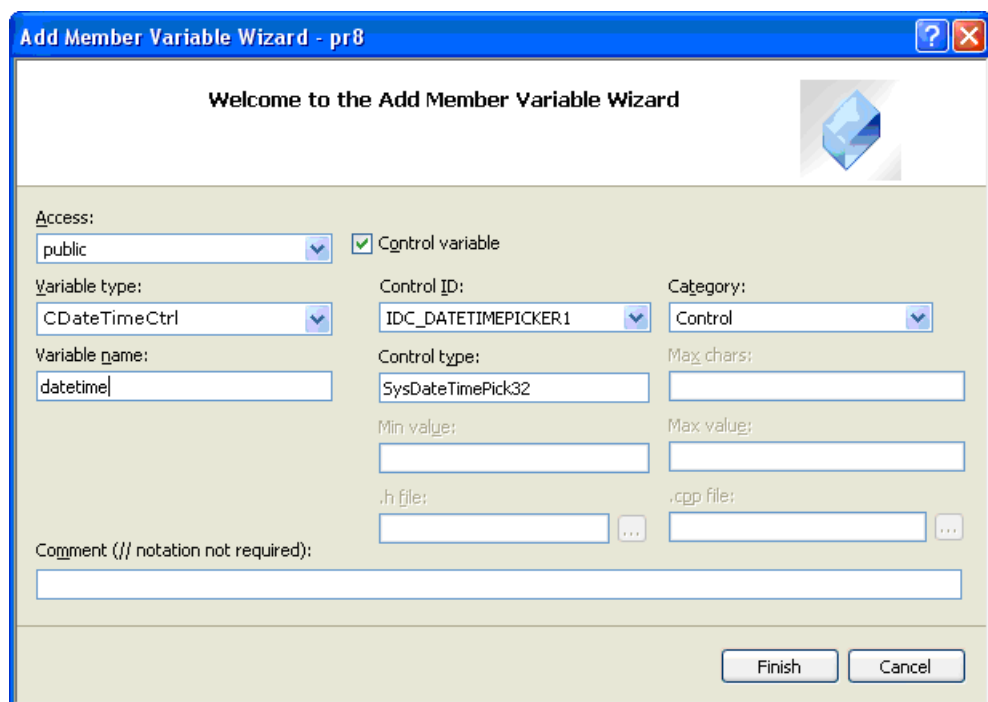 Add Member Variable Wizard - pr8
Welcome to the Add Member Variable Wizard
Access:
public
Control variable
Variable type:
CDateTimeCtrl
Control ID:
IDC_DATETIMEPICKER1
Category:
Control
Variable name:
datetime
Control type:
SysDateTimePick32
Max chars:
Min value:
Max value:
.h file:
...
.cpp file:
...
Comment (// notation not required):
Finish
Cancel